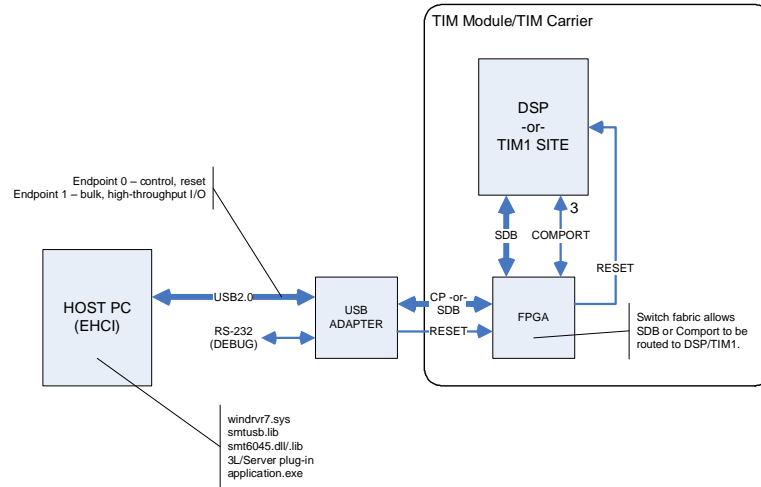 TIM Module/TIM Carrier
DSP
-or-
TIM1 SITE
Endpoint 0 – control, reset
Endpoint 1 – bulk, high-throughput I/O
3
SDB
COMPORT
RESET
HOST PC
(EHCI)
USB2.0
USB
ADAPTER
CP -or-
SDB
FPGA
RS-232
(DEBUG)
RESET
Switch fabric allows
SDB or Comport to be
routed to DSP/TIM1.
windrvr7.sys
smtusb.lib
smt6045.dll/.lib
3L/Server plug-in
application.exe